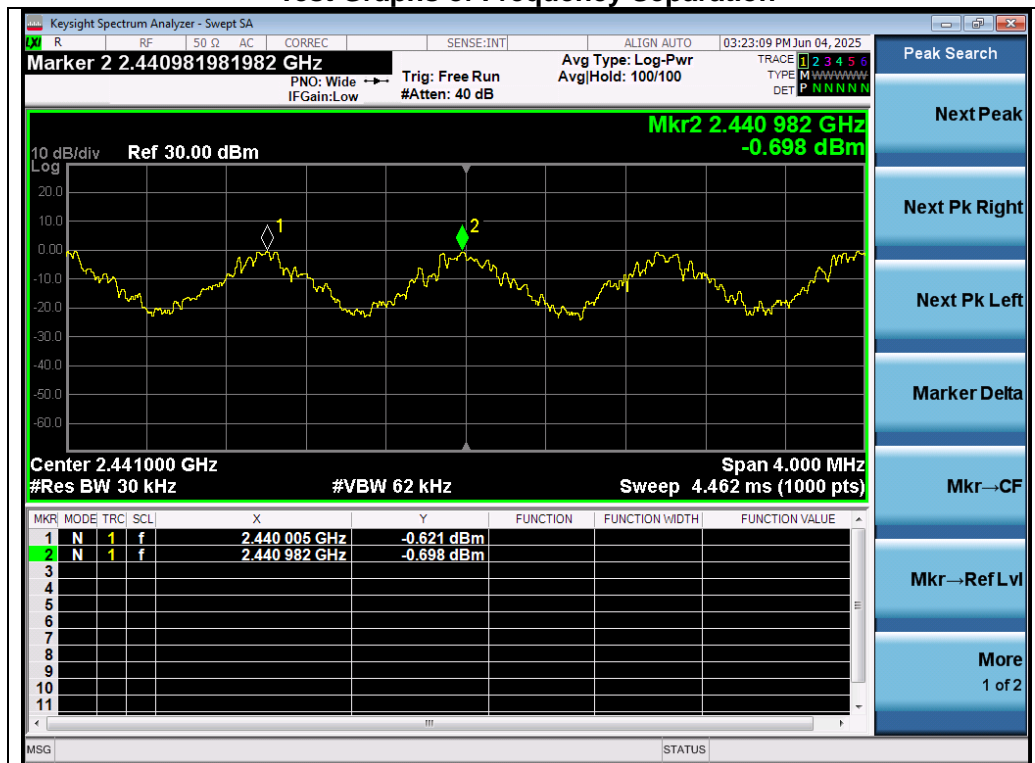 Test Graphs of Frequency Separation
Keysight Spectrum Analyzer - Swept SA
LXI R RF 50 Ω AC CORREC SENSE:INT ALIGN AUTO 03:23:09 PM Jun 04, 2025
Marker 2 2.440981981982 GHz
PNO: Wide
IFGain:Low
Trig: Free Run
#Atten: 40 dB
Avg Type: Log-Pwr
Avg|Hold: 100/100
TRACE 1 2 3 4 5 6
TYPE M WWWWW
DET P N N N N N
Mkr2 2.440 982 GHz
-0.698 dBm
10 dB/div Ref 30.00 dBm
Log
20.0
10.0
0.00
-10.0
-20.0
-30.0
-40.0
-50.0
-60.0
1
2
Center 2.441000 GHz Span 4.000 MHz
#Res BW 30 kHz #VBW 62 kHz Sweep 4.462 ms (1000 pts)
MKR MODE TRC SCL X Y FUNCTION FUNCTION WIDTH FUNCTION VALUE
1 N 1 f 2.440 005 GHz -0.621 dBm
2 N 1 f 2.440 982 GHz -0.698 dBm
3
4
5
6
7
8
9
10
11
MSG STATUS
Peak Search
Next Peak
Next Pk Right
Next Pk Left
Marker Delta
Mkr→CF
Mkr→Ref Lvl
More
1 of 2